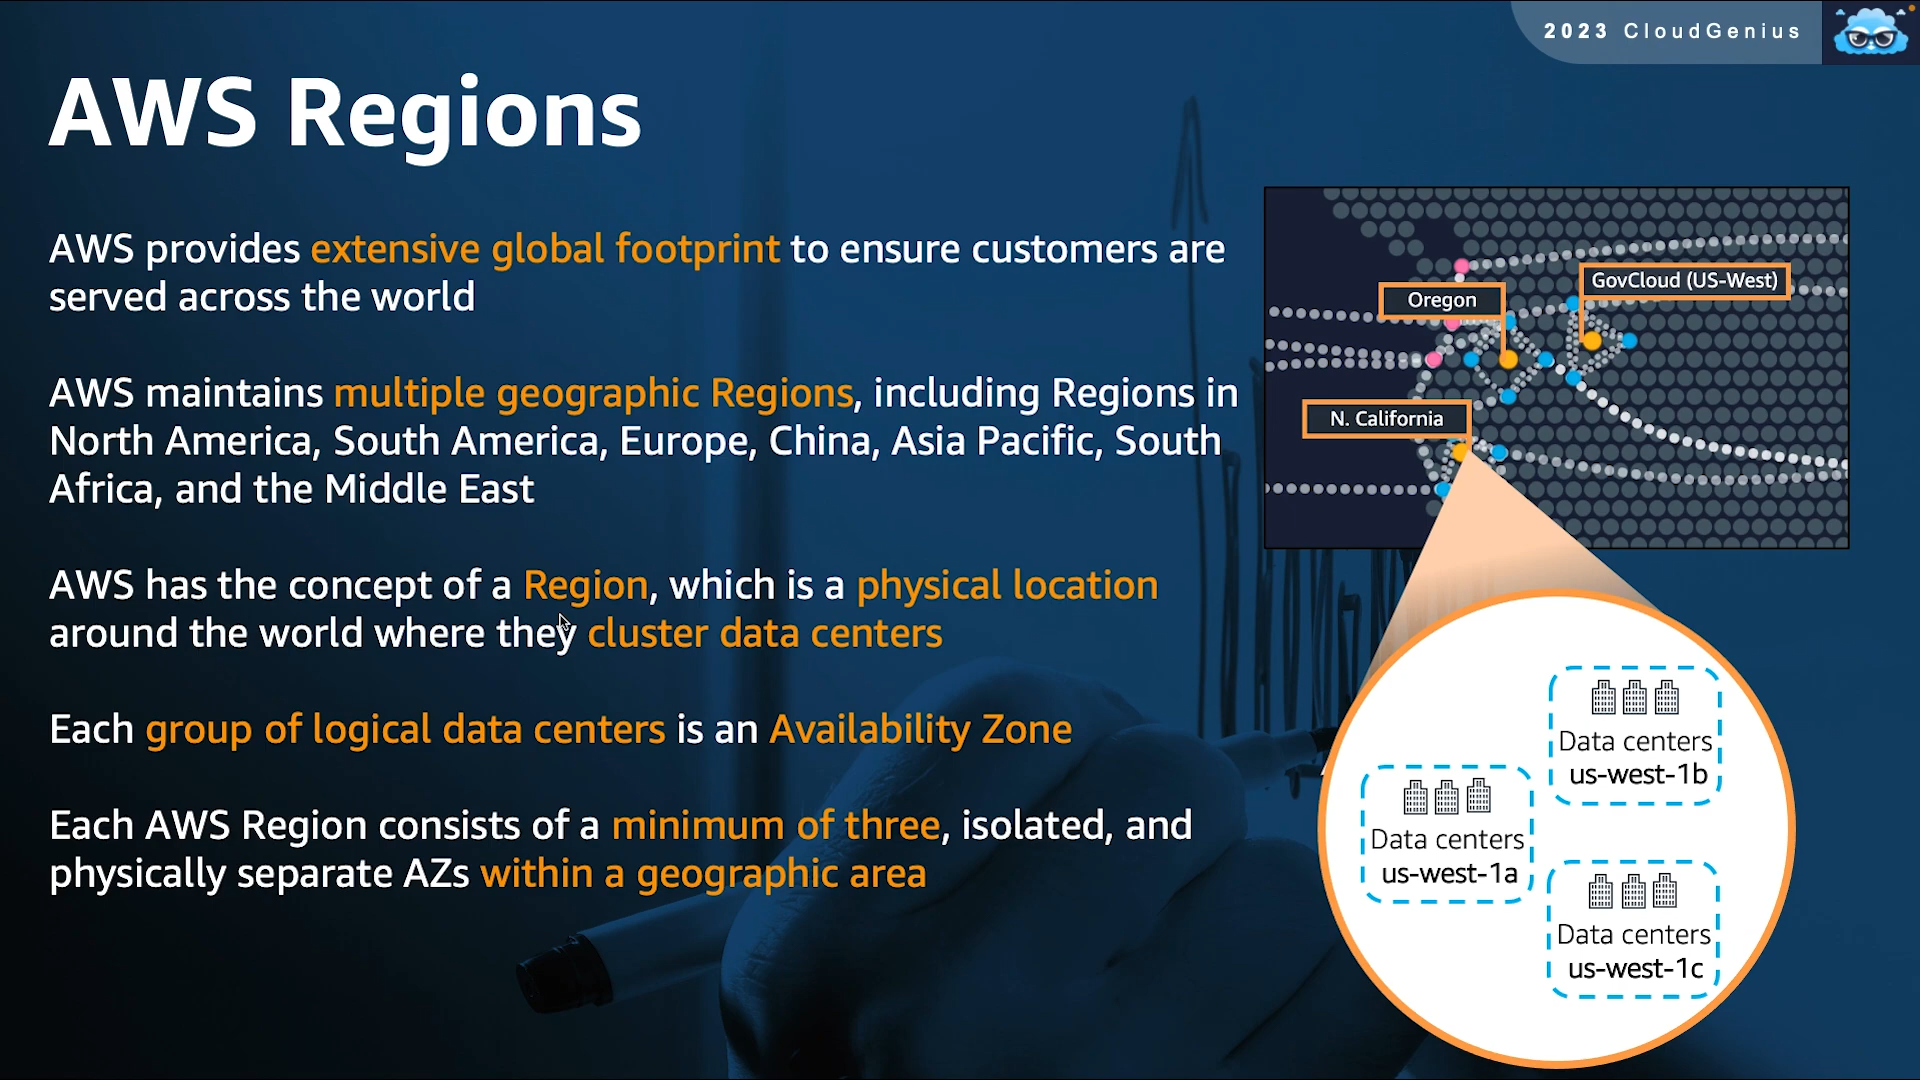 2023 CloudGenius
AWS Regions
AWS provides extensive global footprint to ensure customers are
served across the world
AWS maintains multiple geographic Regions, including Regions in
North America, South America, Europe, China, Asia Pacific, South
Africa, and the Middle East
AWS has the concept of a Region, which is a physical location
around the world where they cluster data centers
Each group of logical data centers is an Availability Zone
Each AWS Region consists of a minimum of three, isolated, and
physically separate AZs within a geographic area
GovCloud (US-West)
Oregon
N. California
Data centers
us-west-1b
Data centers
us-west-1a
Data centers
us-west-1c